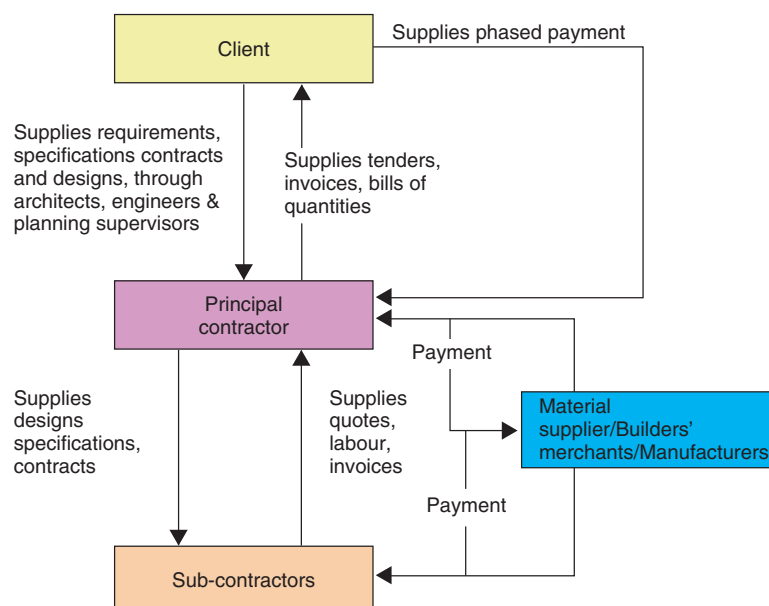 Client
Supplies phased payment
Supplies requirements,
specifications contracts
and designs, through
architects, engineers &
planning supervisors
Supplies tenders,
invoices, bills of
quantities
Principal
contractor
Payment
Supplies
designs
specifications,
contracts
Supplies
quotes,
labour,
invoices
Material
supplier/Builders'
merchants/Manufacturers
Payment
Sub-contractors